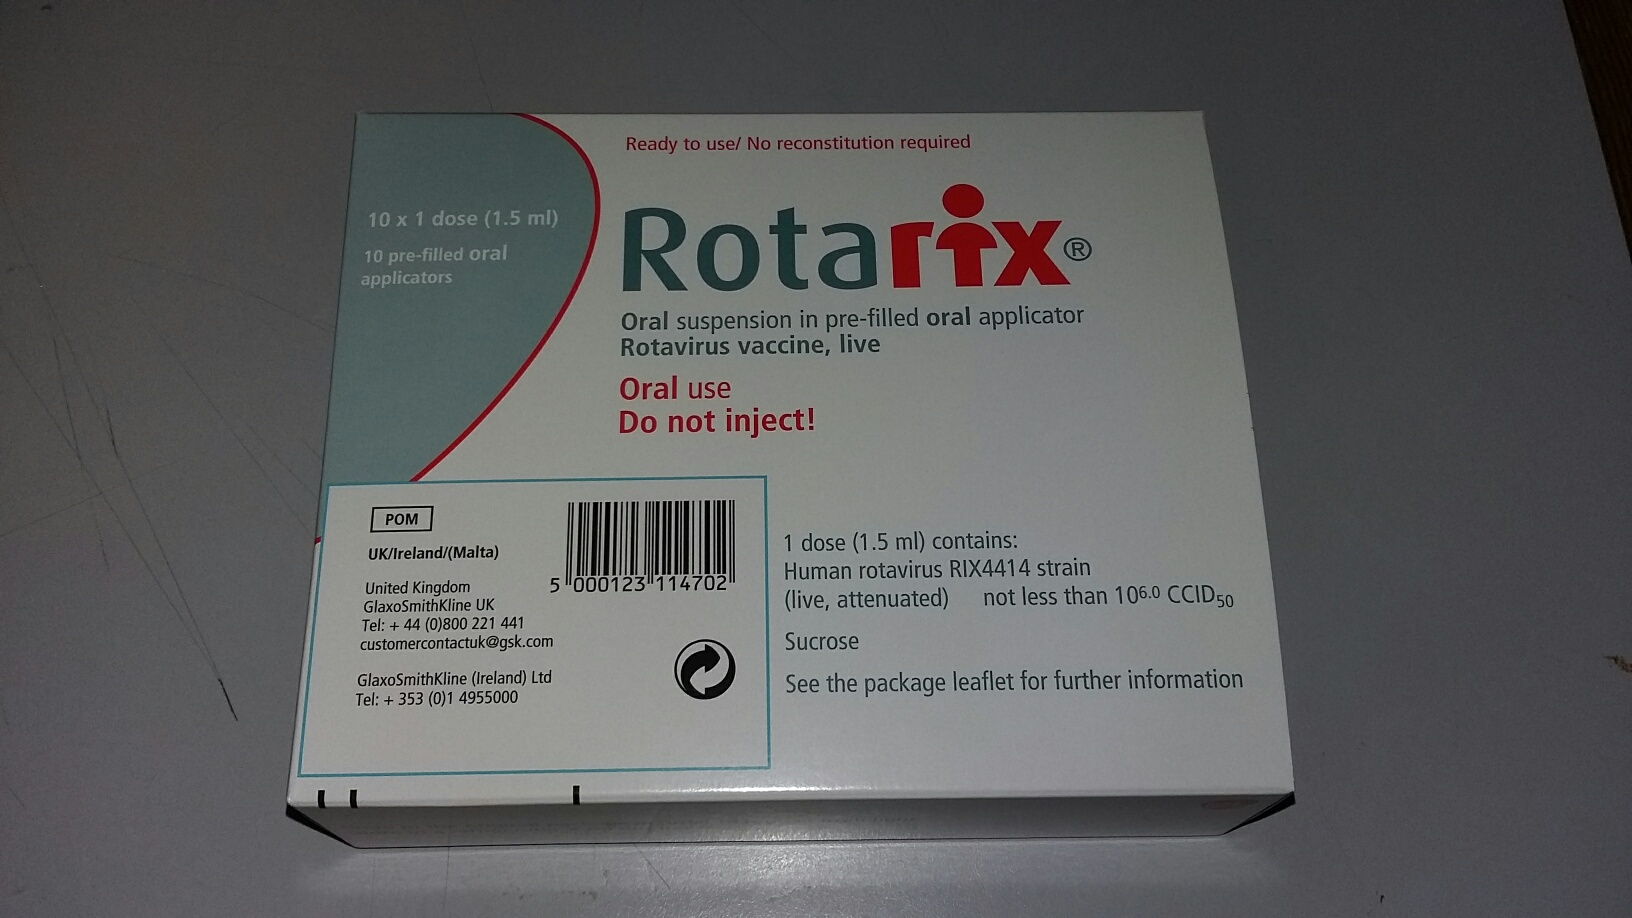 Ready to use/ No reconstitution required
10 x 1 dose (1.5 ml)
10 pre-filled oral
applicators
Rotarix®
Oral suspension in pre-filled oral applicator
Rotavirus vaccine, live
Oral use
Do not inject!
POM
UK/Ireland/(Malta)
United Kingdom
GlaxoSmithKline UK
Tel: + 44 (0)800 221 441
customercontactuk@gsk.com
GlaxoSmithKline (Ireland) Ltd
Tel: + 353 (0)1 4955000
5 000123 114702
1 dose (1.5 ml) contains:
Human rotavirus RIX4414 strain
(live, attenuated) not less than 10⁶·⁰ CCID₅₀
Sucrose
See the package leaflet for further information